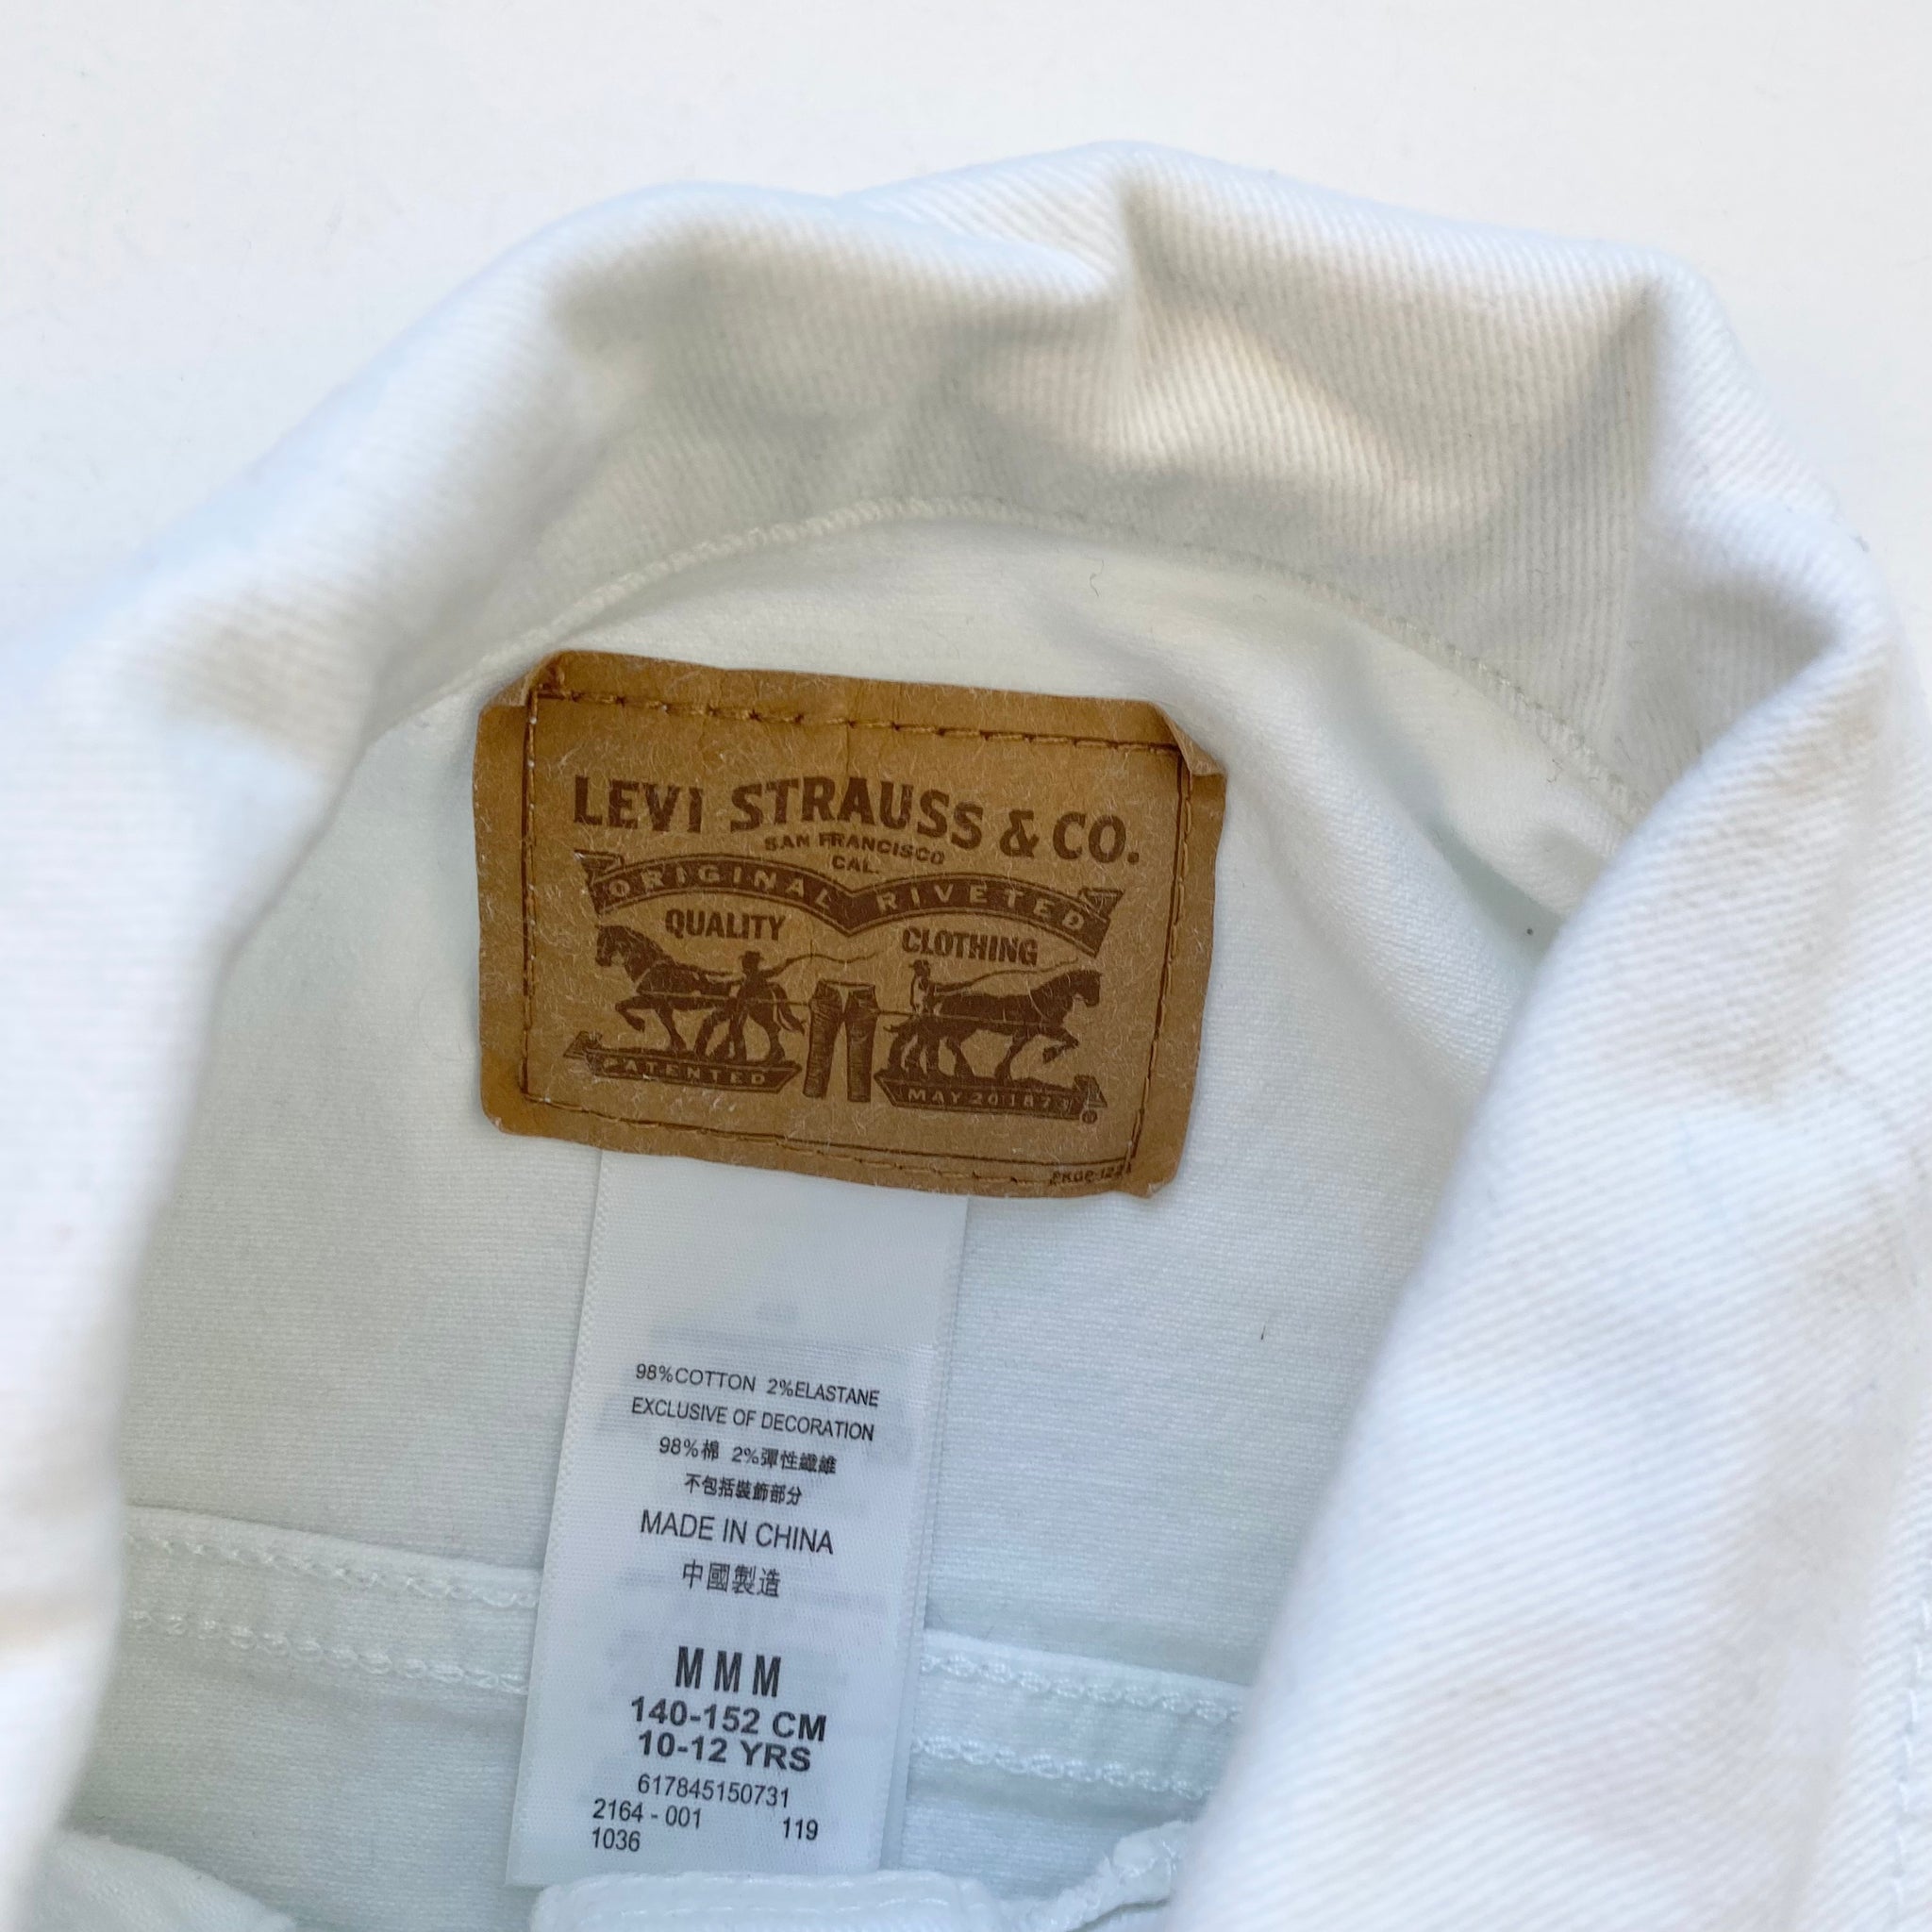 LEVI STRAUSS & CO.
SAN FRANCISCO
CAL.
ORIGINAL RIVETED
QUALITY CLOTHING
PATENTED MAY 20 1873 ®
98%COTTON 2%ELASTANE
EXCLUSIVE OF DECORATION
98%棉 2%彈性纖維
不包括裝飾部分
MADE IN CHINA
中國製造
M M M
140-152 CM
10-12 YRS
617845150731
2164 - 001 119
1036